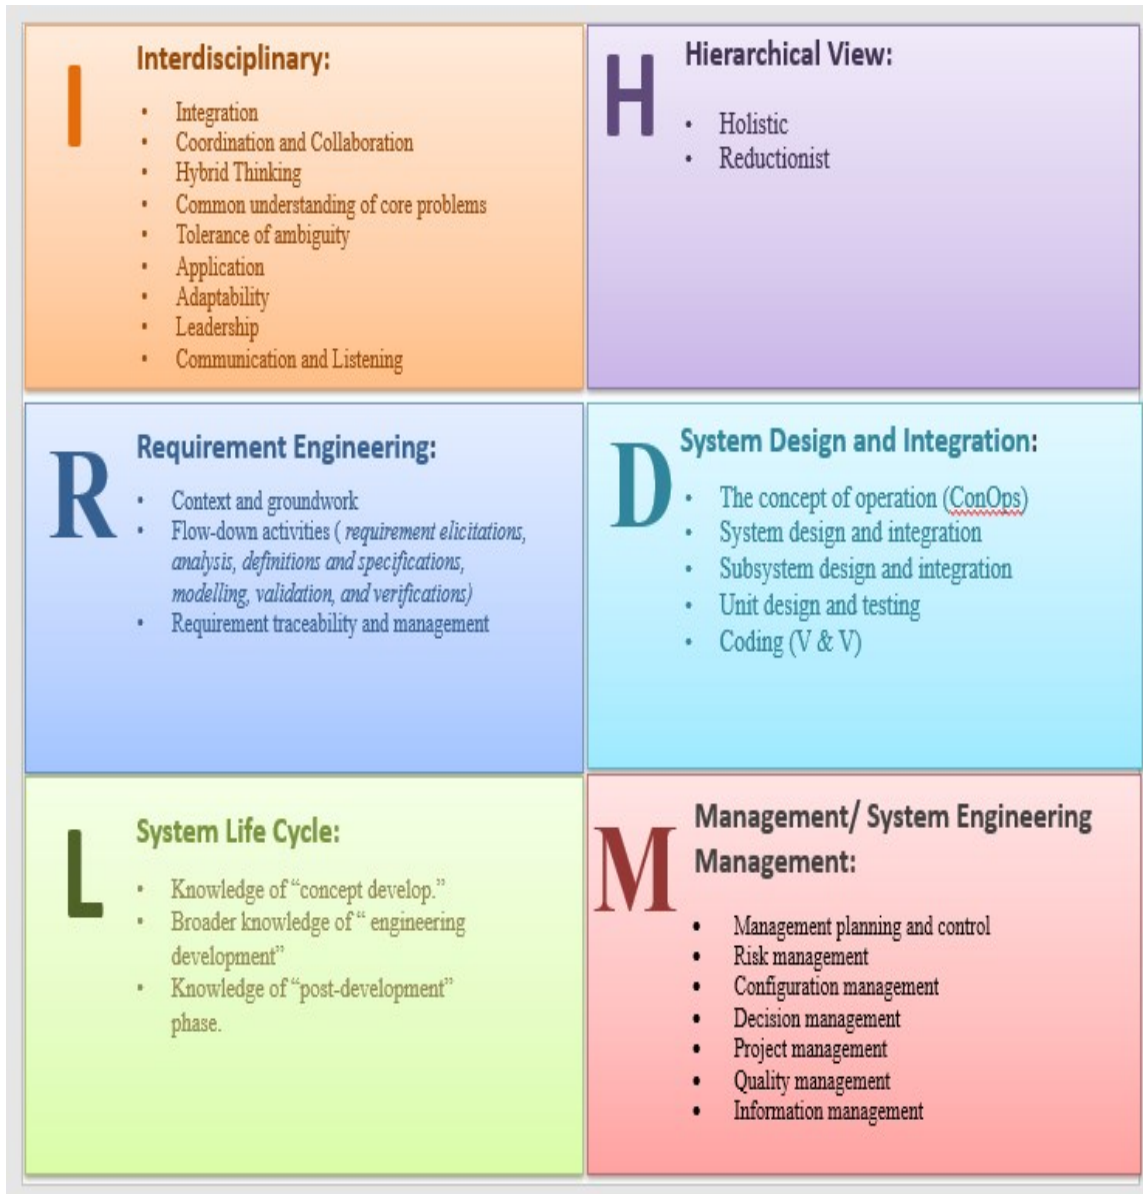 I
Interdisciplinary:
• Integration
• Coordination and Collaboration
• Hybrid Thinking
• Common understanding of core problems
• Tolerance of ambiguity
• Application
• Adaptability
• Leadership
• Communication and Listening
H
Hierarchical View:
• Holistic
• Reductionist
R
Requirement Engineering:
• Context and groundwork
• Flow-down activities ( requirement elicitations,
analysis, definitions and specifications,
modelling, validation, and verifications)
• Requirement traceability and management
D
System Design and Integration:
• The concept of operation (ConOps)
• System design and integration
• Subsystem design and integration
• Unit design and testing
• Coding (V & V)
L
System Life Cycle:
• Knowledge of “concept develop.”
• Broader knowledge of “ engineering
development”
• Knowledge of “post-development”
phase.
M
Management/ System Engineering
Management:
• Management planning and control
• Risk management
• Configuration management
• Decision management
• Project management
• Quality management
• Information management